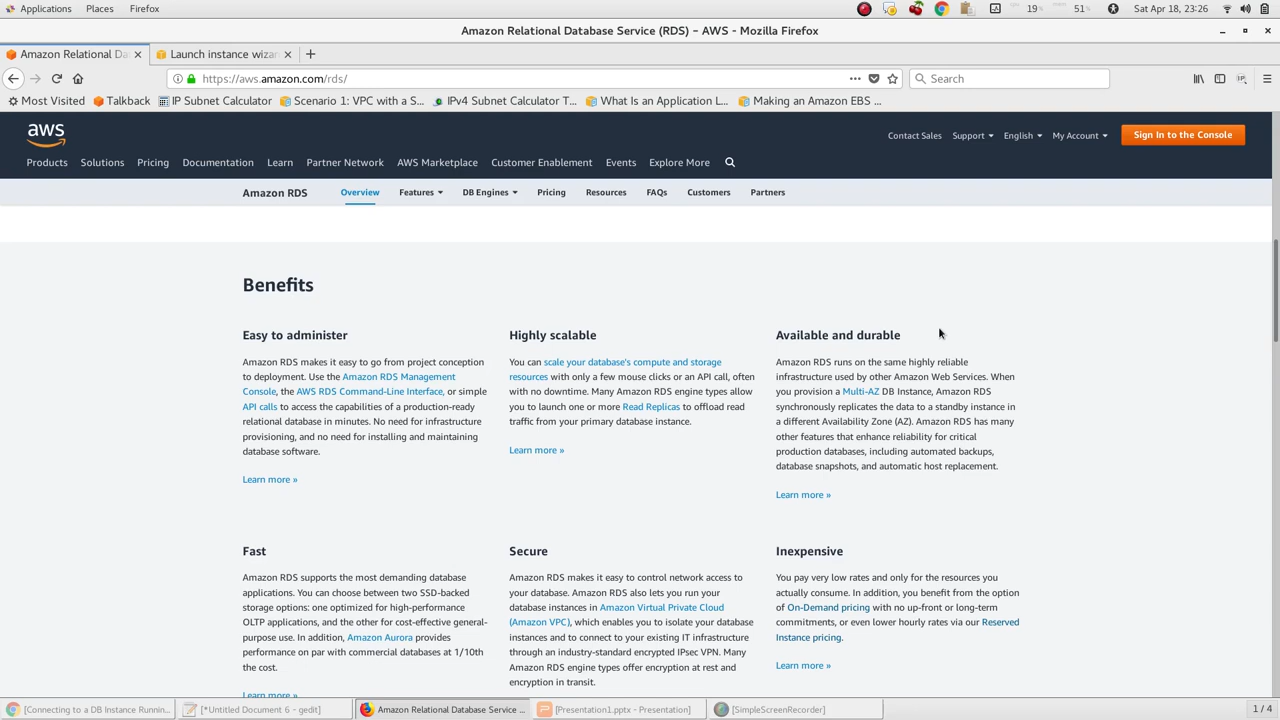 Applications Places Firefox 19% 51% Sat Apr 18, 23:26
Amazon Relational Database Service (RDS) – AWS - Mozilla Firefox
Amazon Relational Da Launch instance wizar
https://aws.amazon.com/rds/ Search
Most Visited Talkback IP Subnet Calculator Scenario 1: VPC with a S... IPv4 Subnet Calculator T... What Is an Application L... Making an Amazon EBS ...
aws
Contact Sales Support English My Account Sign In to the Console
Products Solutions Pricing Documentation Learn Partner Network AWS Marketplace Customer Enablement Events Explore More
Amazon RDS Overview Features DB Engines Pricing Resources FAQs Customers Partners
Benefits
Easy to administer
Amazon RDS makes it easy to go from project conception
to deployment. Use the Amazon RDS Management
Console, the AWS RDS Command-Line Interface, or simple
API calls to access the capabilities of a production-ready
relational database in minutes. No need for infrastructure
provisioning, and no need for installing and maintaining
database software.
Learn more »
Highly scalable
You can scale your database's compute and storage
resources with only a few mouse clicks or an API call, often
with no downtime. Many Amazon RDS engine types allow
you to launch one or more Read Replicas to offload read
traffic from your primary database instance.
Learn more »
Available and durable
Amazon RDS runs on the same highly reliable
infrastructure used by other Amazon Web Services. When
you provision a Multi-AZ DB Instance, Amazon RDS
synchronously replicates the data to a standby instance in
a different Availability Zone (AZ). Amazon RDS has many
other features that enhance reliability for critical
production databases, including automated backups,
database snapshots, and automatic host replacement.
Learn more »
Fast
Amazon RDS supports the most demanding database
applications. You can choose between two SSD-backed
storage options: one optimized for high-performance
OLTP applications, and the other for cost-effective general-
purpose use. In addition, Amazon Aurora provides
performance on par with commercial databases at 1/10th
the cost.
Learn more »
Secure
Amazon RDS makes it easy to control network access to
your database. Amazon RDS also lets you run your
database instances in Amazon Virtual Private Cloud
(Amazon VPC), which enables you to isolate your database
instances and to connect to your existing IT infrastructure
through an industry-standard encrypted IPsec VPN. Many
Amazon RDS engine types offer encryption at rest and
encryption in transit.
Inexpensive
You pay very low rates and only for the resources you
actually consume. In addition, you benefit from the option
of On-Demand pricing with no up-front or long-term
commitments, or even lower hourly rates via our Reserved
Instance pricing.
Learn more »
[Connecting to a DB Instance Runnin... [*Untitled Document 6 - gedit] Amazon Relational Database Service ... [Presentation1.pptx - Presentation] [SimpleScreenRecorder] 1 / 4